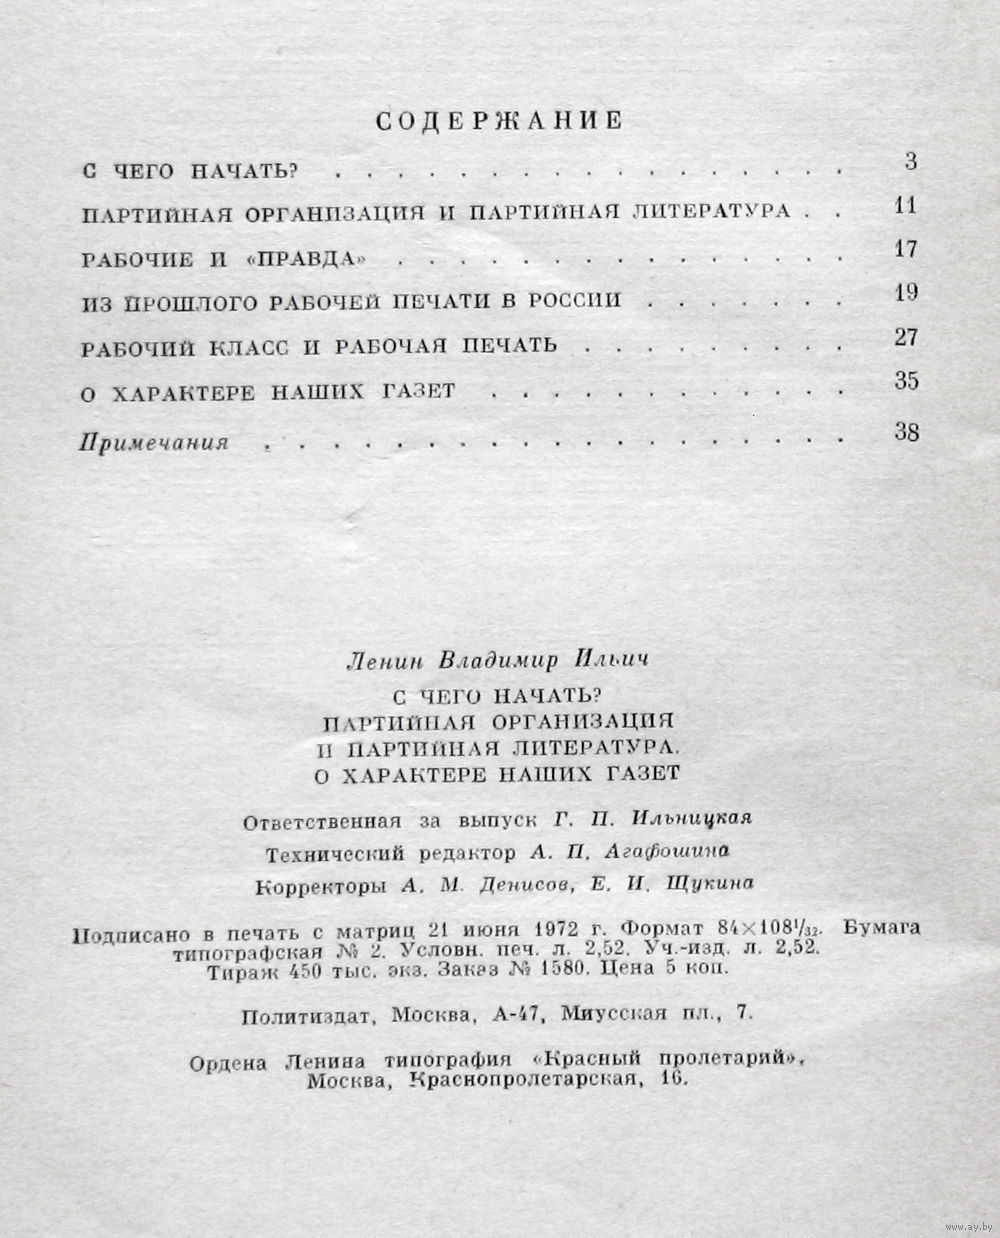 СОДЕРЖАНИЕ
С ЧЕГО НАЧАТЬ? . . . . . . . . . . . . . . . . 3
ПАРТИЙНАЯ ОРГАНИЗАЦИЯ И ПАРТИЙНАЯ ЛИТЕРАТУРА . . 11
РАБОЧИЕ И «ПРАВДА» . . . . . . . . . . . . . 17
ИЗ ПРОШЛОГО РАБОЧЕЙ ПЕЧАТИ В РОССИИ . . . . . . 19
РАБОЧИЙ КЛАСС И РАБОЧАЯ ПЕЧАТЬ . . . . . . . . 27
О ХАРАКТЕРЕ НАШИХ ГАЗЕТ . . . . . . . . . . . 35
Примечания . . . . . . . . . . . . . . . . . 38
Ленин Владимир Ильич
С ЧЕГО НАЧАТЬ?
ПАРТИЙНАЯ ОРГАНИЗАЦИЯ
И ПАРТИЙНАЯ ЛИТЕРАТУРА.
О ХАРАКТЕРЕ НАШИХ ГАЗЕТ
Ответственная за выпуск Г. П. Ильницкая
Технический редактор А. П. Агафошина
Корректоры А. М. Денисов, Е. И. Щукина
Подписано в печать с матриц 21 июня 1972 г. Формат 84×108¹/₃₂. Бумага
типографская № 2. Условн. печ. л. 2,52. Уч.-изд. л. 2,52.
Тираж 450 тыс. экз. Заказ № 1580. Цена 5 коп.
Политиздат, Москва, А-47, Миусская пл., 7.
Ордена Ленина типография «Красный пролетарий»,
Москва, Краснопролетарская, 16.
www.ay.by